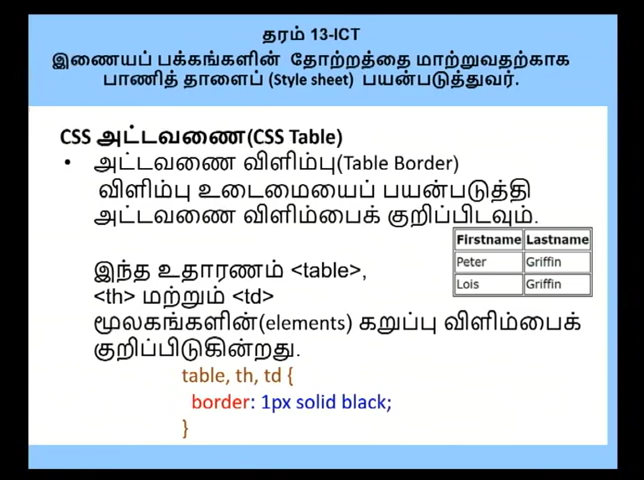 தரம் 13-ICT
இணையப் பக்கங்களின் தோற்றத்தை மாற்றுவதற்காக
பாணித் தாளைப் (Style sheet) பயன்படுத்துவர்.
CSS அட்டவணை(CSS Table)
• அட்டவணை விளிம்பு(Table Border)
விளிம்பு உடைமையைப் பயன்படுத்தி
அட்டவணை விளிம்பைக் குறிப்பிடவும்.
Firstname Lastname
Peter Griffin
Lois Griffin
இந்த உதாரணம் <table>,
<th> மற்றும் <td>
மூலகங்களின்(elements) கறுப்பு விளிம்பைக்
குறிப்பிடுகின்றது.
table, th, td {
border: 1px solid black;
}